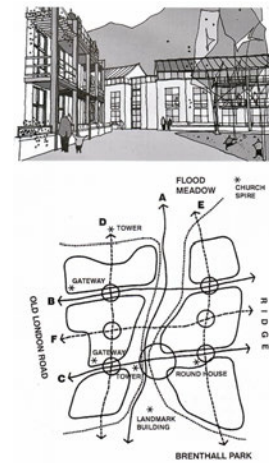 FLOOD
MEADOW
CHURCH
SPIRE
A
E
D
TOWER
GATEWAY
B
OLD LONDON ROAD
F
RIDGE
GATEWAY
C
TOWER
ROUND HOUSE
LANDMARK
BUILDING
BRENTHALL PARK